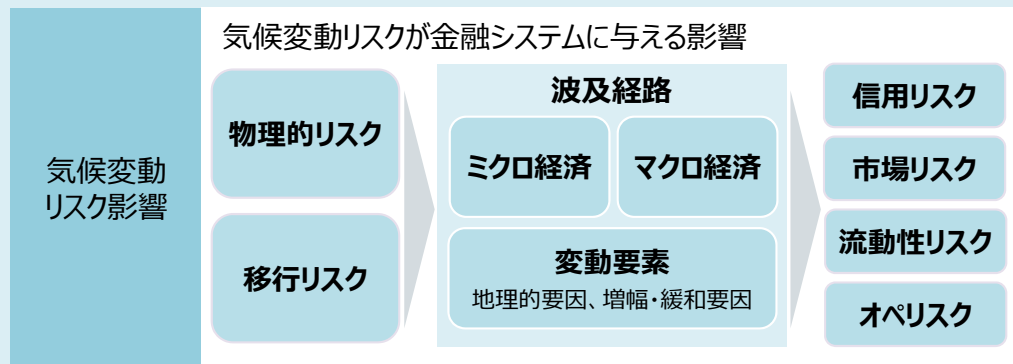 気候変動リスクが金融システムに与える影響
気候変動
リスク影響
物理的リスク
移行リスク
波及経路
ミクロ経済
マクロ経済
変動要素
地理的要因、増幅・緩和要因
信用リスク
市場リスク
流動性リスク
オペリスク